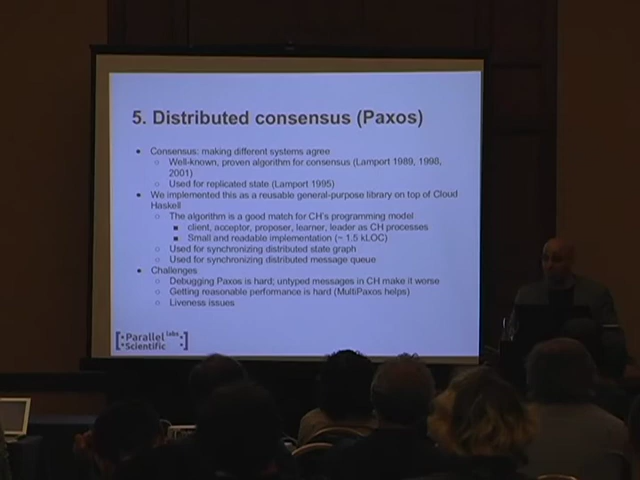 5. Distributed consensus (Paxos)
• Consensus: making different systems agree
○ Well-known, proven algorithm for consensus (Lamport 1989, 1998,
2001)
○ Used for replicated state (Lamport 1995)
• We implemented this as a reusable general-purpose library on top of Cloud
Haskell
○ The algorithm is a good match for CH's programming model
■ client, acceptor, proposer, learner, leader as CH processes
■ Small and readable implementation (~ 1.5 kLOC)
○ Used for synchronizing distributed state graph
○ Used for synchronizing distributed message queue
• Challenges
○ Debugging Paxos is hard; untyped messages in CH make it worse
○ Getting reasonable performance is hard (MultiPaxos helps)
○ Liveness issues
Parallel labs
Scientific